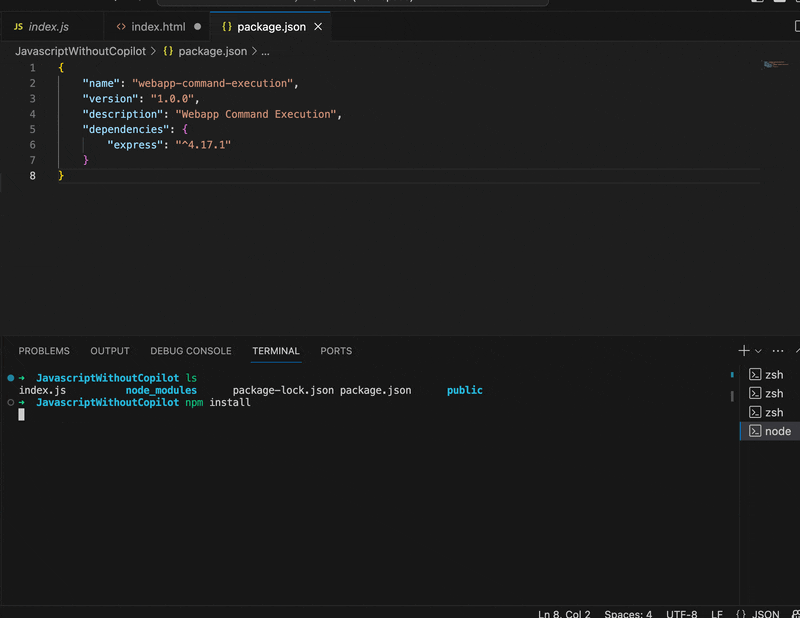 JS index.js <> index.html ● {} package.json ×
JavascriptWithoutCopilot > {} package.json > ...
1 {
2 "name": "webapp-command-execution",
3 "version": "1.0.0",
4 "description": "Webapp Command Execution",
5 "dependencies": {
6 "express": "^4.17.1"
7 }
8 }
PROBLEMS OUTPUT DEBUG CONSOLE TERMINAL PORTS
➜ JavascriptWithoutCopilot ls
index.js node_modules package-lock.json package.json public
➜ JavascriptWithoutCopilot npm install
zsh
zsh
zsh
node
Ln 8, Col 2 Spaces: 4 UTF-8 LF {} JSON